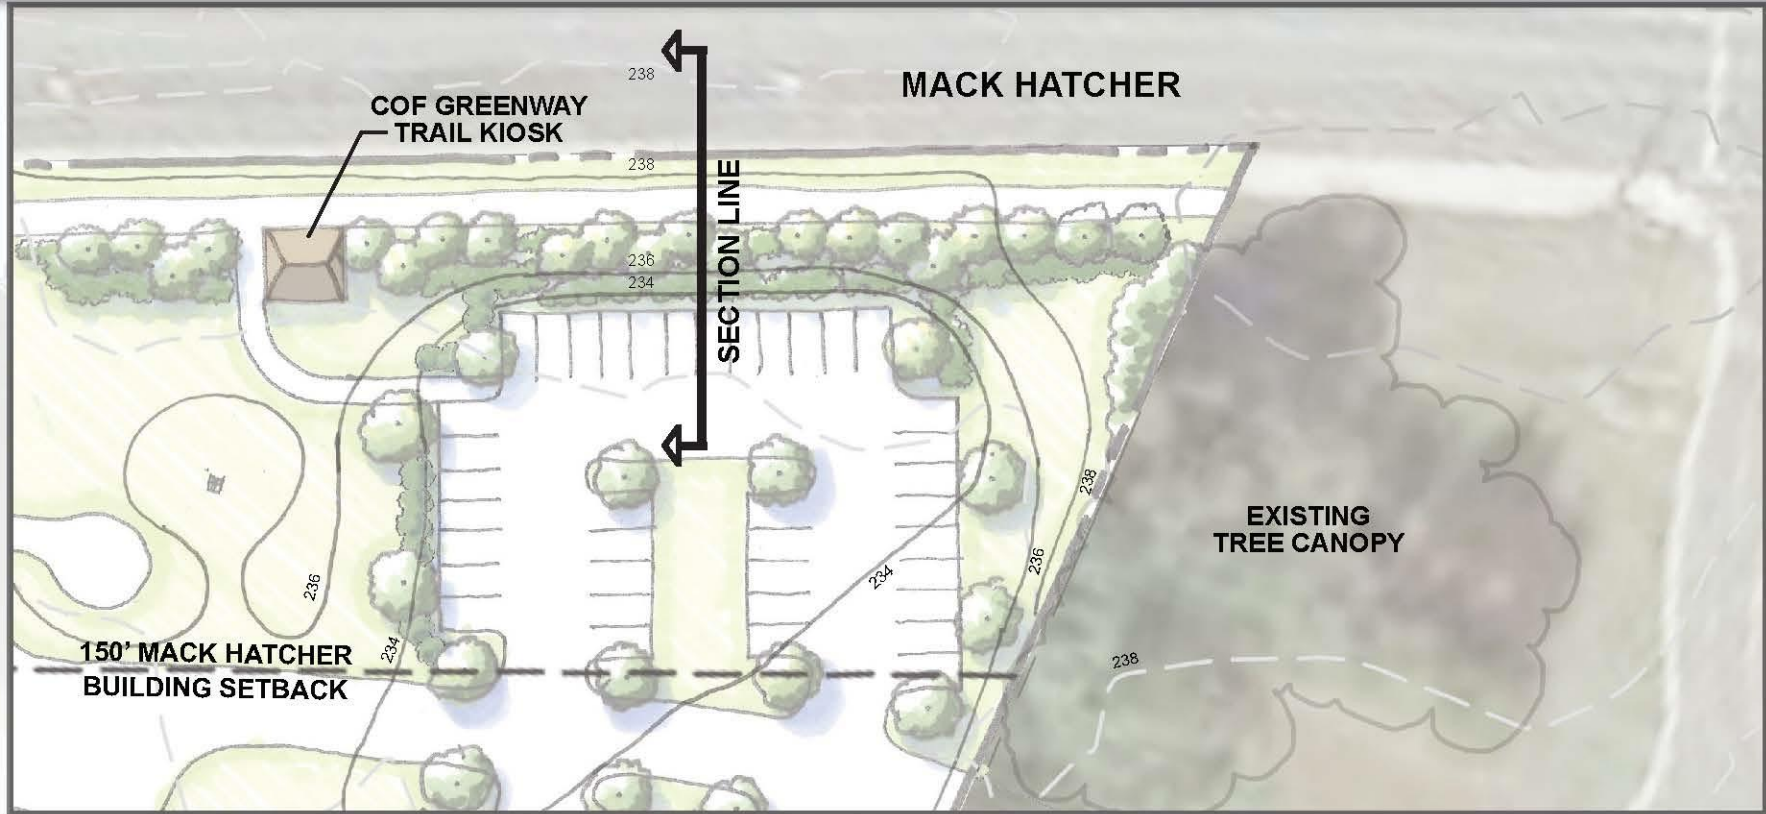 238
MACK HATCHER
COF GREENWAY
TRAIL KIOSK
238
SECTION LINE
236
234
238
EXISTING
TREE CANOPY
236
234
236
234
150' MACK HATCHER
BUILDING SETBACK
238